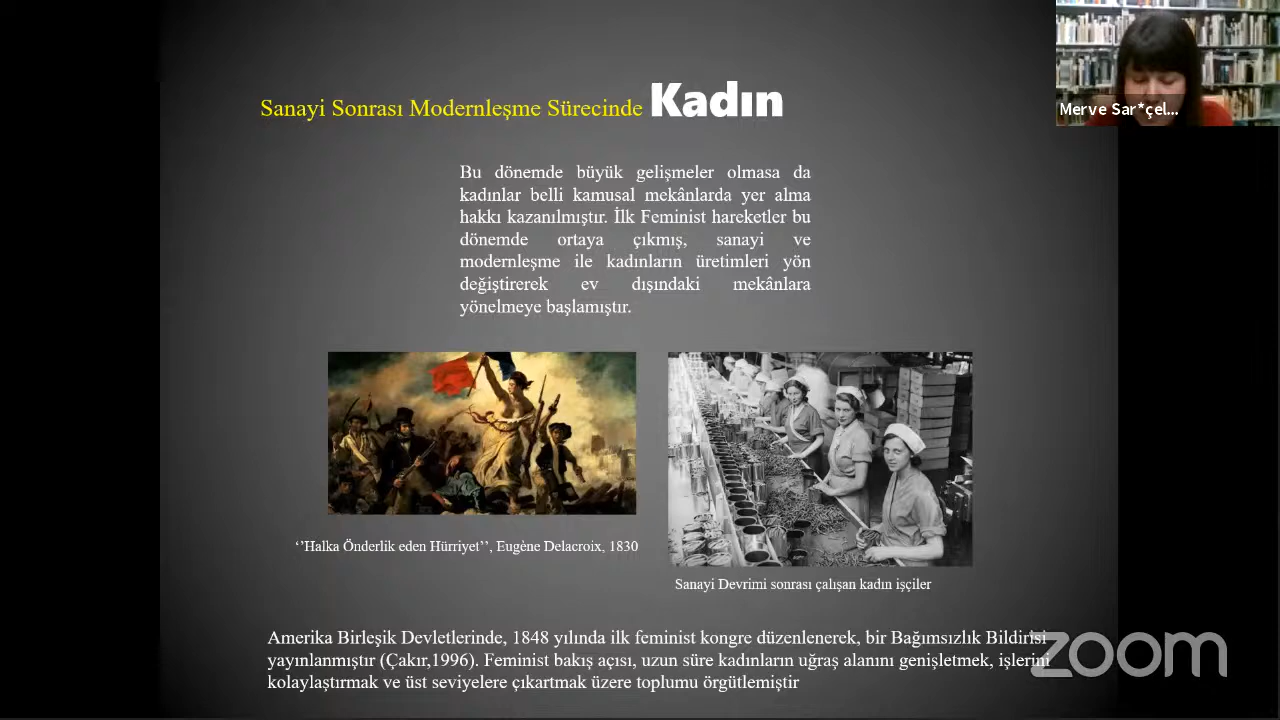 Sanayi Sonrası Modernleşme Sürecinde Kadın
Merve Sar*çel...
Bu dönemde büyük gelişmeler olmasa da
kadınlar belli kamusal mekânlarda yer alma
hakkı kazanılmıştır. İlk Feminist hareketler bu
dönemde ortaya çıkmış, sanayi ve
modernleşme ile kadınların üretimleri yön
değiştirerek ev dışındaki mekânlara
yönelmeye başlamıştır.
‘’Halka Önderlik eden Hürriyet’’, Eugène Delacroix, 1830
Sanayi Devrimi sonrası çalışan kadın işçiler
Amerika Birleşik Devletlerinde, 1848 yılında ilk feminist kongre düzenlenerek, bir Bağımsızlık Bildirisi
yayınlanmıştır (Çakır,1996). Feminist bakış açısı, uzun süre kadınların uğraş alanını genişletmek, işlerini
kolaylaştırmak ve üst seviyelere çıkartmak üzere toplumu örgütlemiştir
zoom